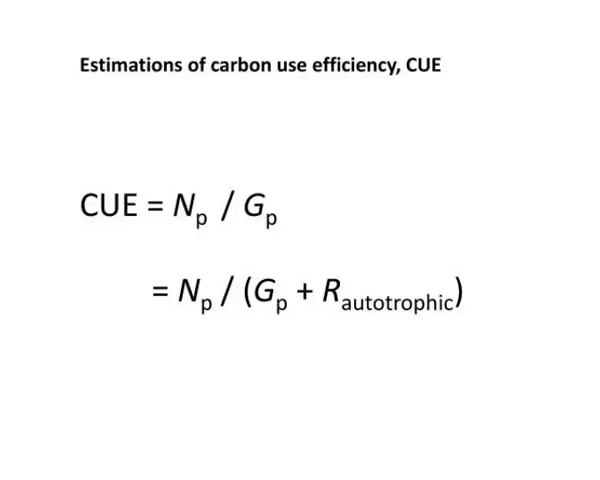 Estimations of carbon use efficiency, CUE
CUE = Np / Gp
= Np / (Gp + Rautotrophic)